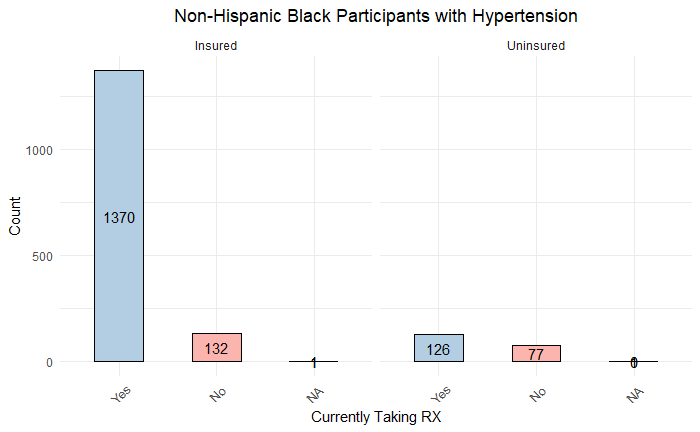 Non-Hispanic Black Participants with Hypertension
Insured
Uninsured
Count
1000
500
0
1370
132
1
126
77
0
Yes
No
NA
Yes
No
NA
Currently Taking RX